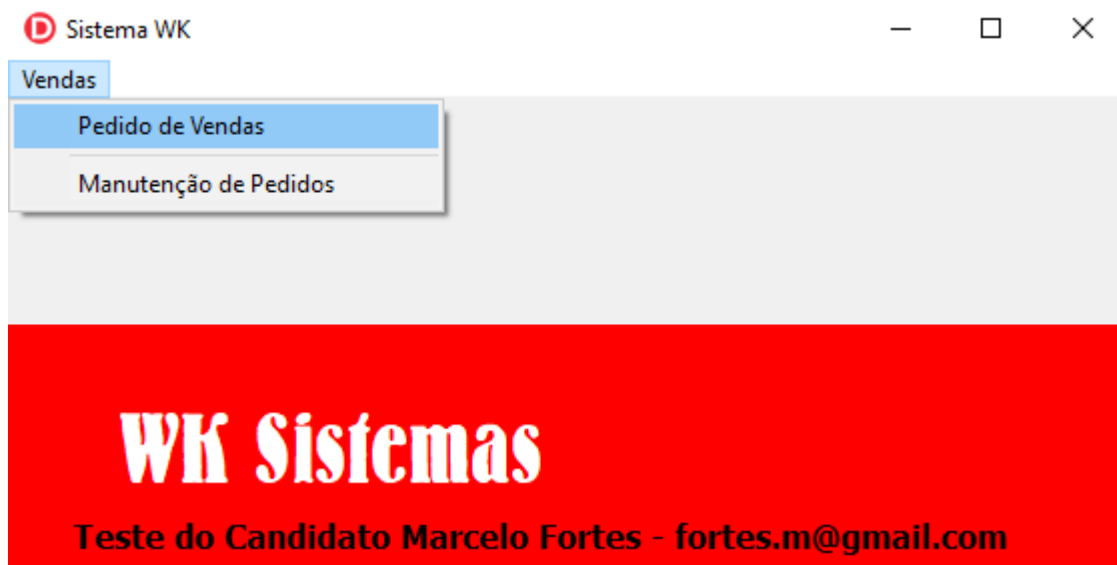 Sistema WK
Vendas
Pedido de Vendas
Manutenção de Pedidos
WK Sistemas
Teste do Candidato Marcelo Fortes - fortes.m@gmail.com